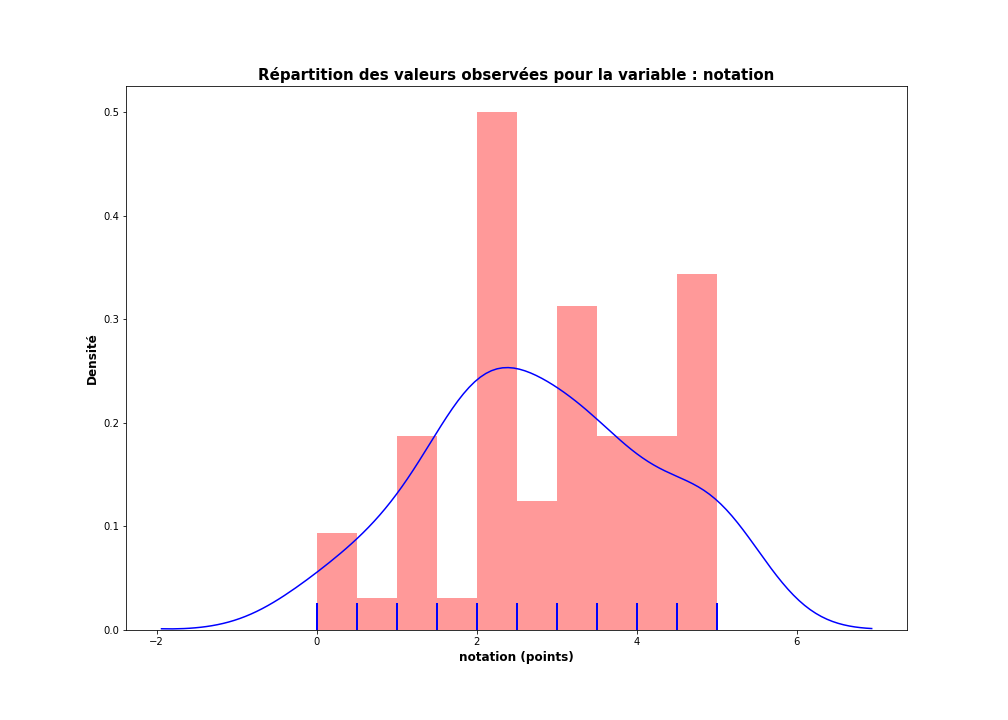 Répartition des valeurs observées pour la variable : notation
0.5
0.4
0.3
0.2
0.1
0.0
Densité
−2 0 2 4 6
notation (points)